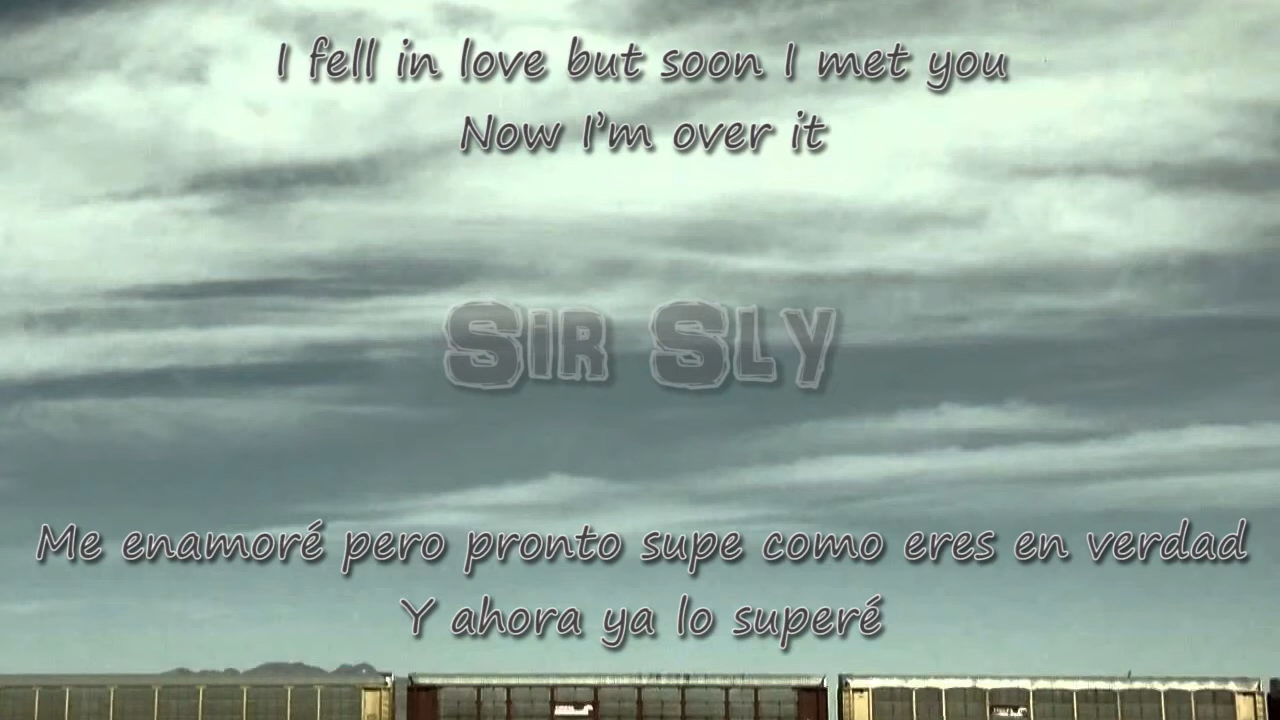 I fell in love but soon I met you
Now I'm over it
Sir Sly
Me enamoré pero pronto supe como eres en verdad
Y ahora ya lo superé